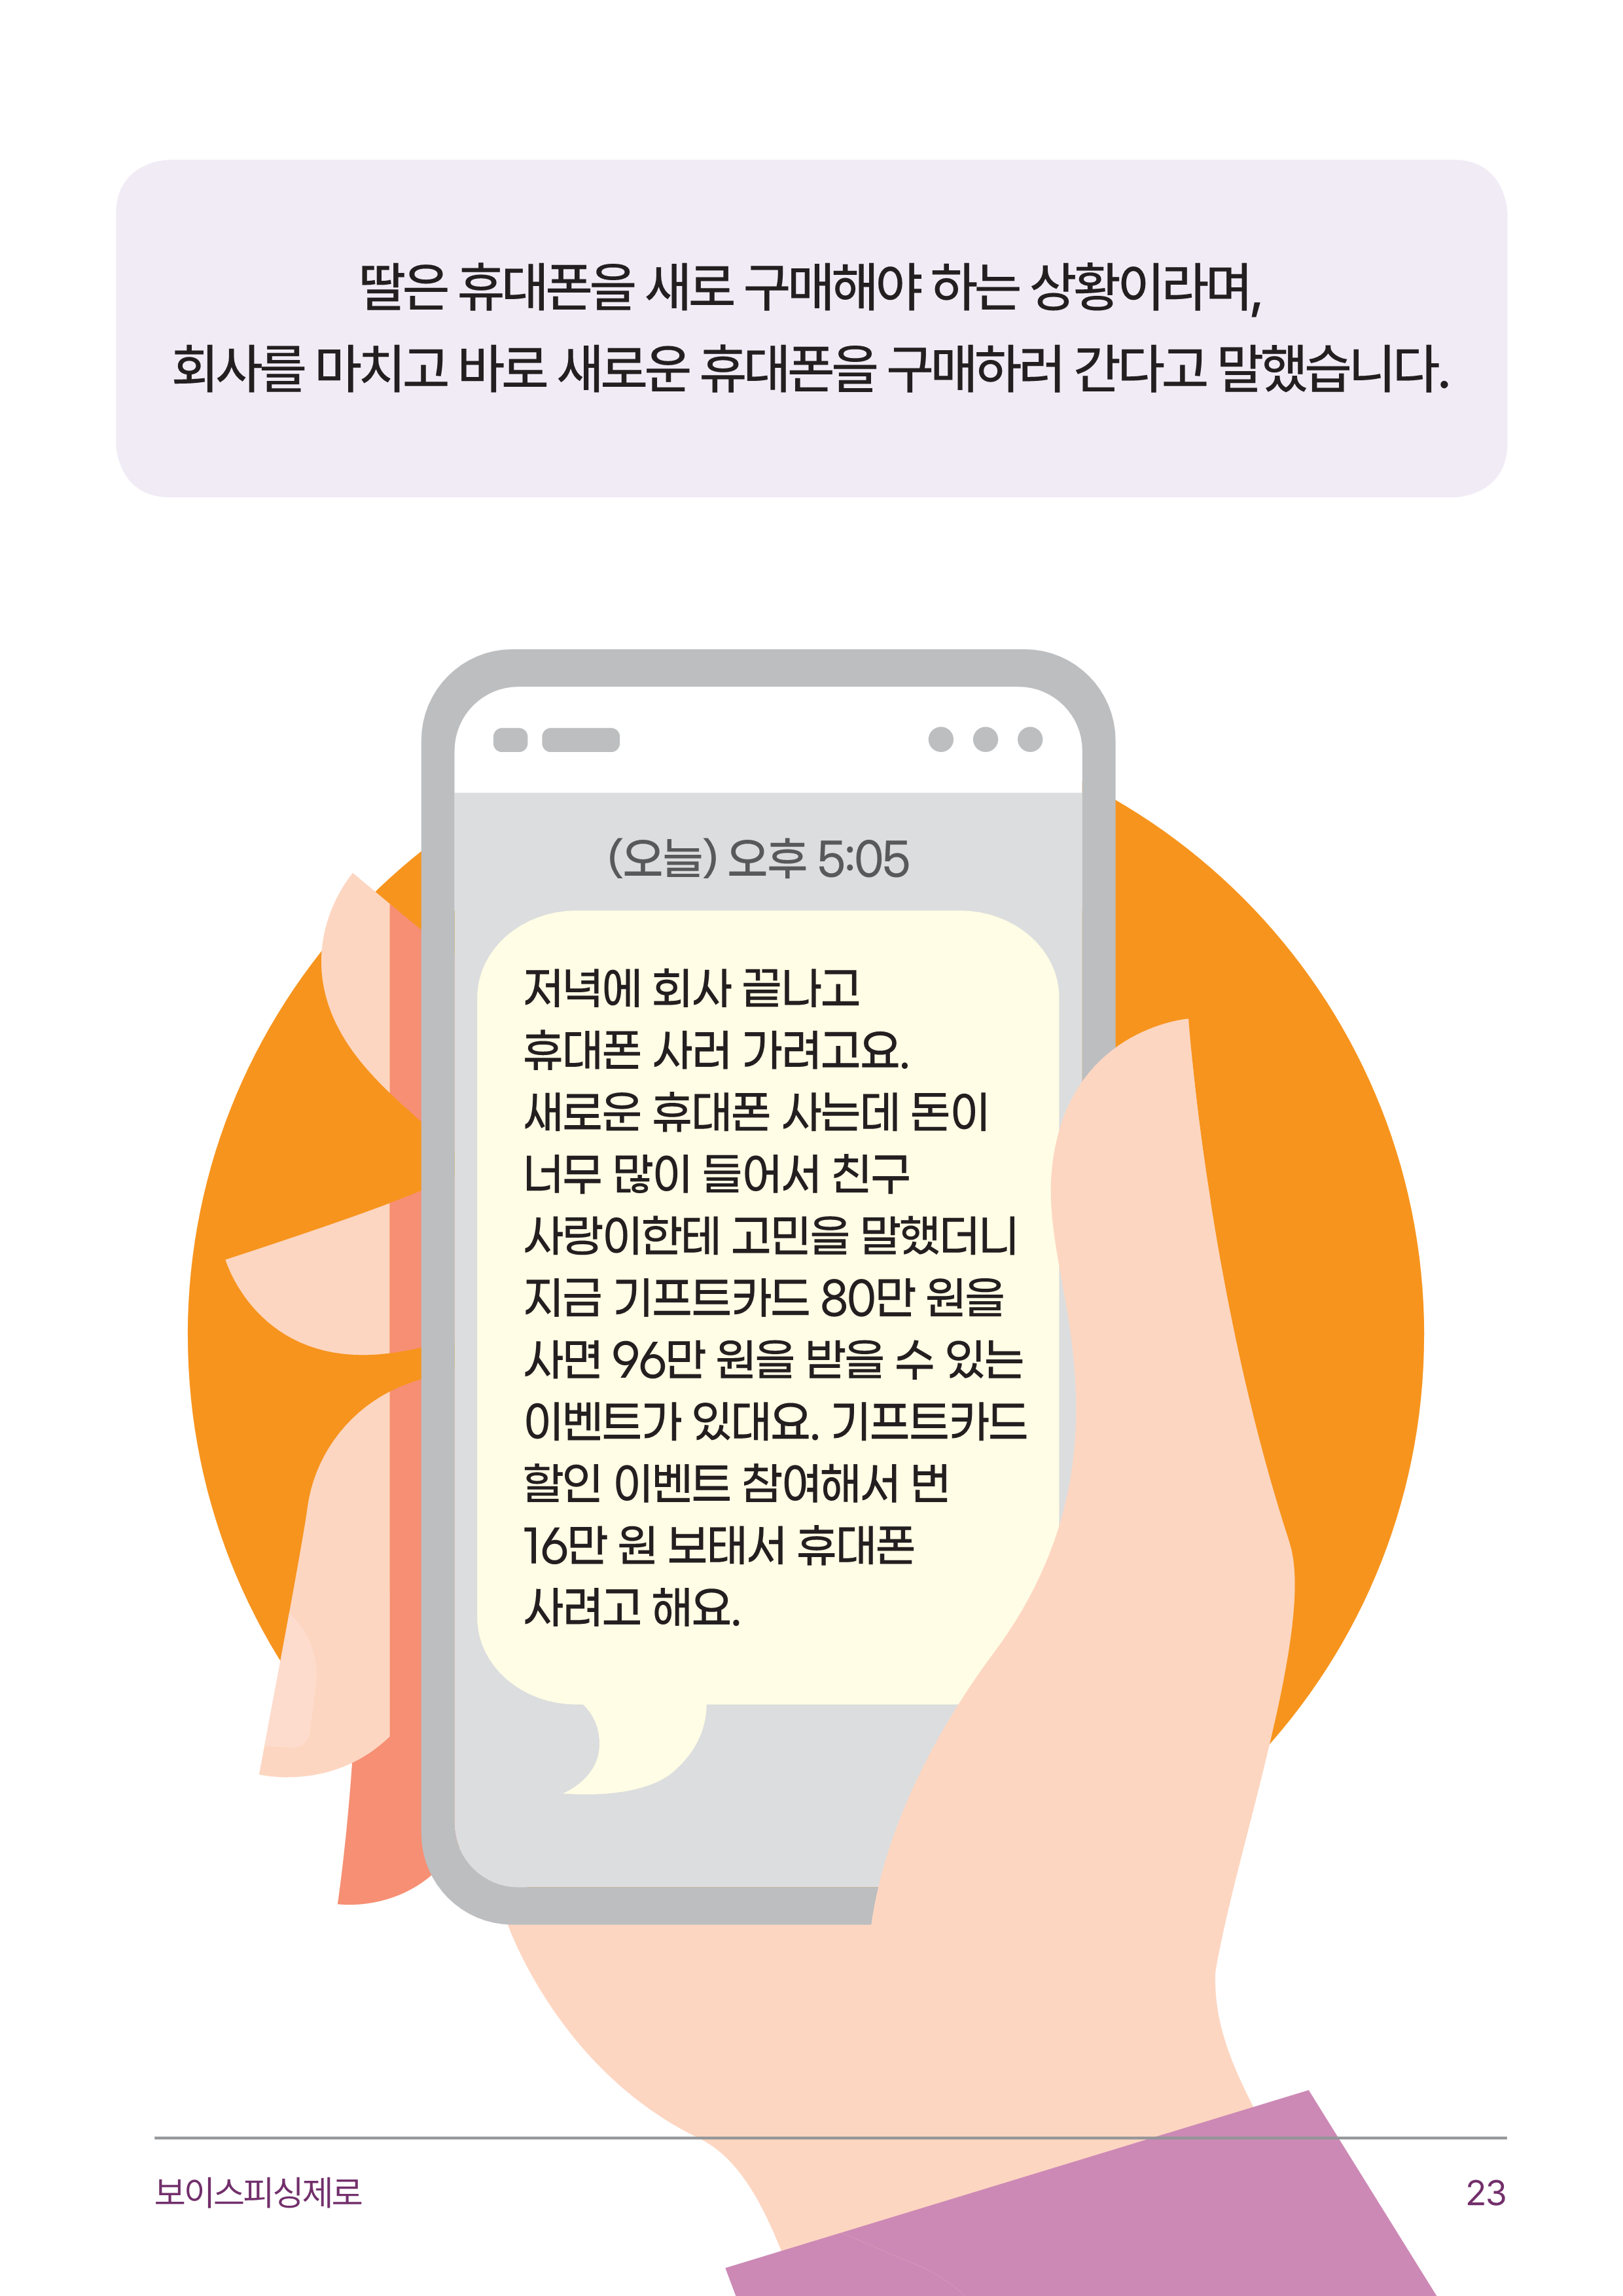 딸은 휴대폰을 새로 구매해야 하는 상황이라며,
회사를 마치고 바로 새로운 휴대폰을 구매하러 간다고 말했습니다.
(오늘) 오후 5:05
저녁에 회사 끝나고
휴대폰 사러 가려고요.
새로운 휴대폰 사는데 돈이
너무 많이 들어서 친구
사랑이한테 고민을 말했더니
지금 기프트카드 80만 원을
사면 96만 원을 받을 수 있는
이벤트가 있대요. 기프트카드
할인 이벤트 참여해서 번
16만 원 보태서 휴대폰
사려고 해요.
보이스피싱제로
23